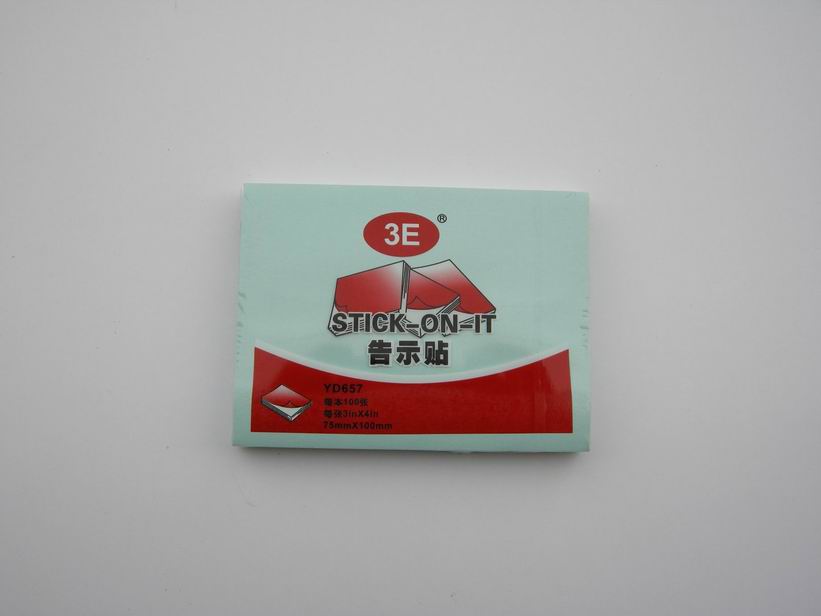 3E ®
STICK-ON-IT
告示贴
YD657
每本100张
每张3inX4in
75mmX100mm